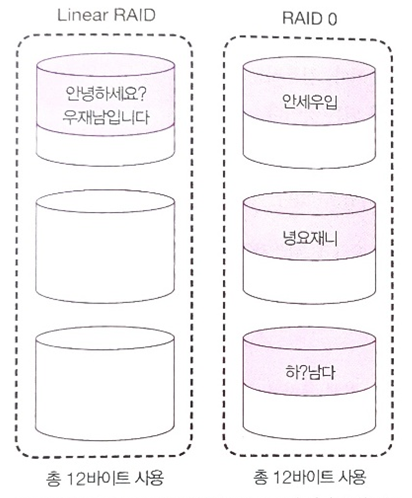 Linear RAID
안녕하세요?
우재남입니다
총 12바이트 사용
RAID 0
안세우입
녕요재니
하?남다
총 12바이트 사용